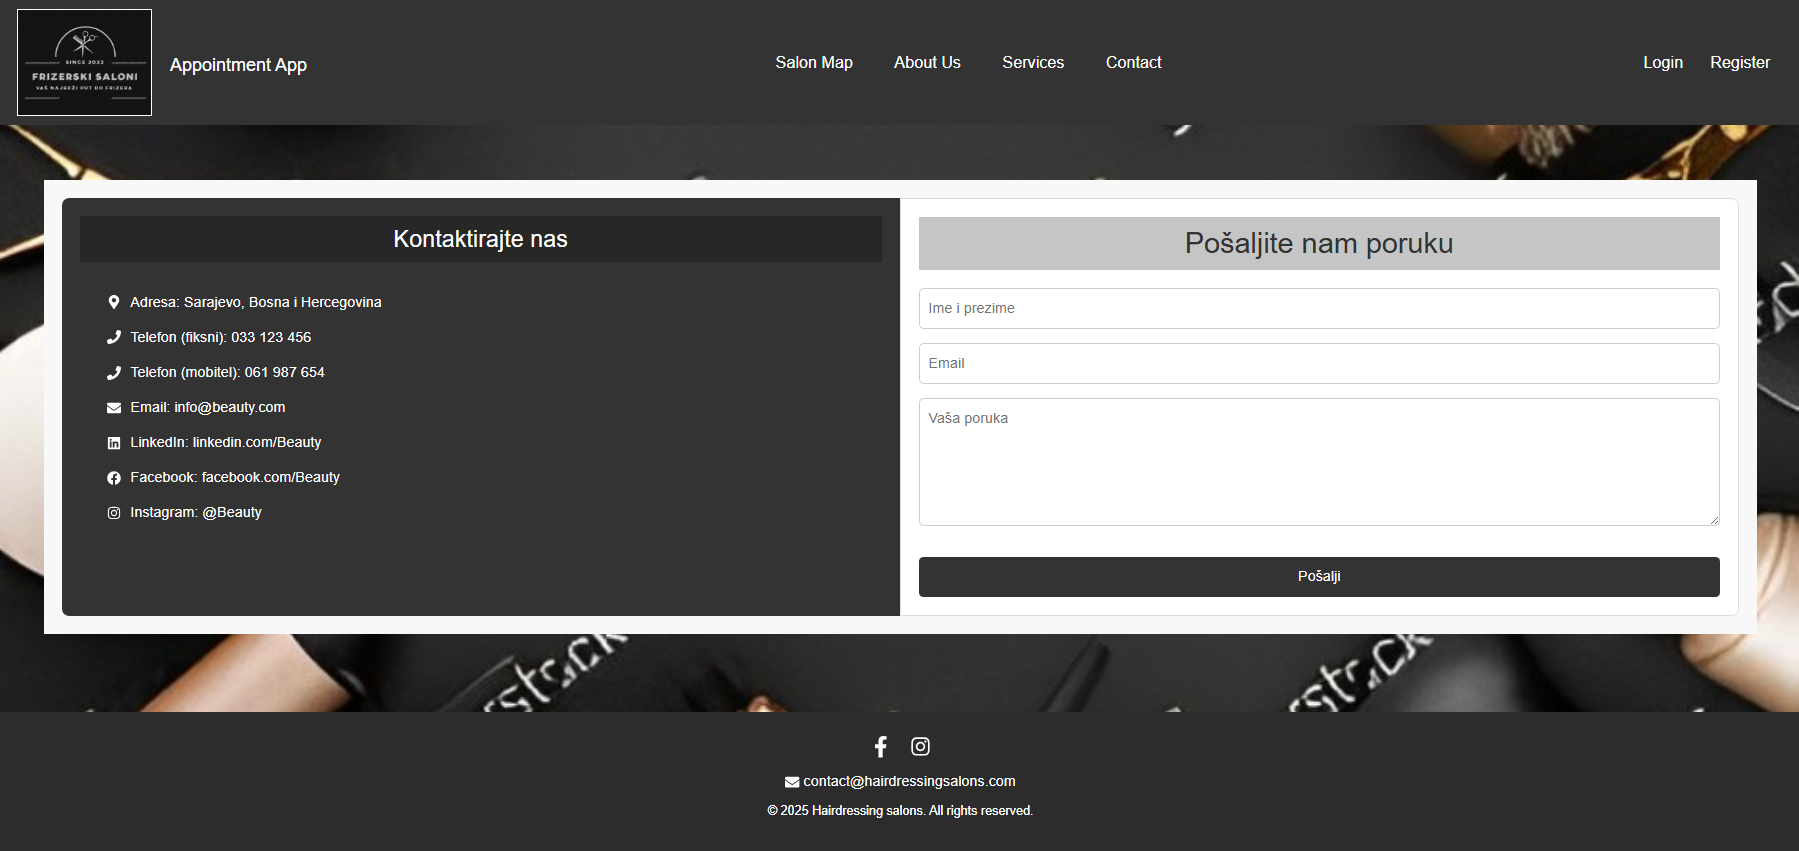 SINCE 2023
FRIZERSKI SALONI
VAŠ NAJBRŽI PUT DO FRIZERA
Appointment App
Salon Map
About Us
Services
Contact
Login
Register
Kontaktirajte nas
Adresa: Sarajevo, Bosna i Hercegovina
Telefon (fiksni): 033 123 456
Telefon (mobitel): 061 987 654
Email: info@beauty.com
LinkedIn: linkedin.com/Beauty
Facebook: facebook.com/Beauty
Instagram: @Beauty
Pošaljite nam poruku
Ime i prezime
Email
Vaša poruka
Pošalji
contact@hairdressingsalons.com
© 2025 Hairdressing salons. All rights reserved.